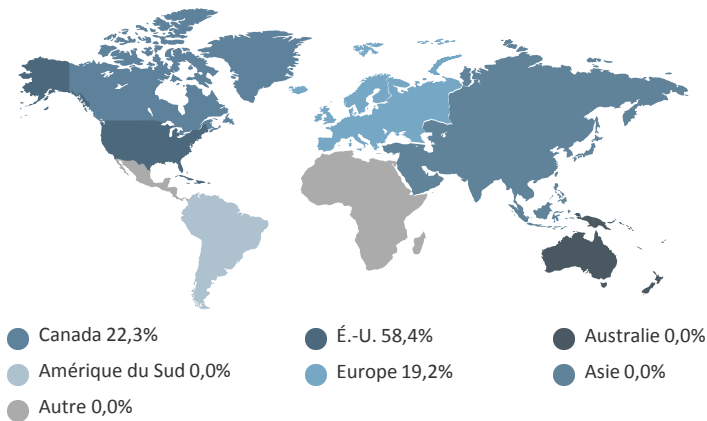 Canada 22,3%
É.-U. 58,4%
Australie 0,0%
Amérique du Sud 0,0%
Europe 19,2%
Asie 0,0%
Autre 0,0%